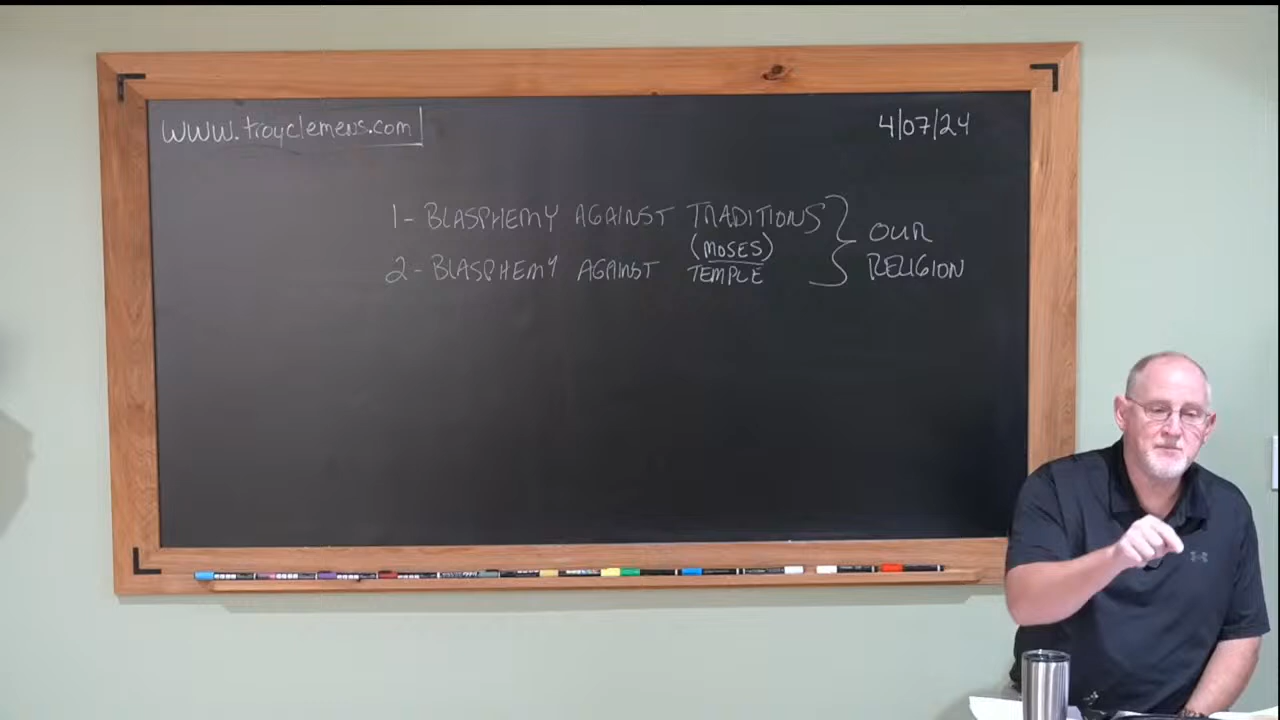 www.troyclemens.com
4/07/24
1- BLASPHEMY AGAINST TRADITIONS
(MOSES)
2- BLASPHEMY AGAINST TEMPLE
OUR
RELIGION